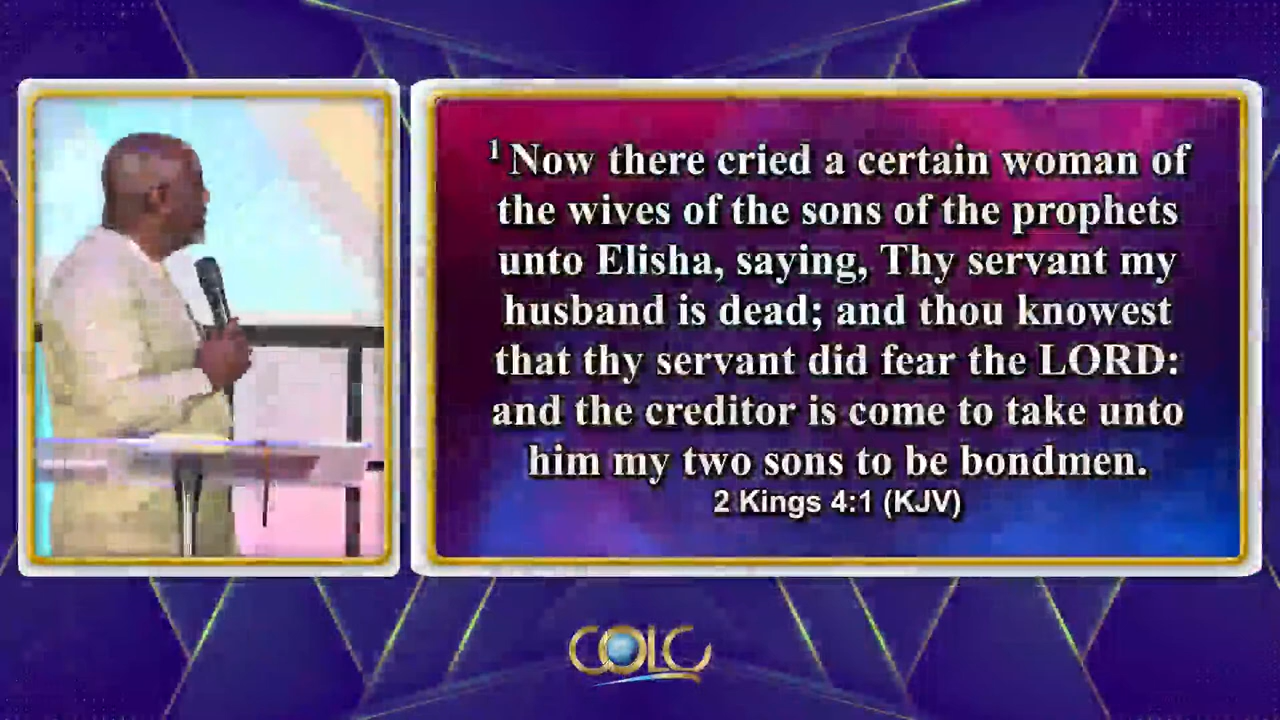 1 Now there cried a certain woman of
the wives of the sons of the prophets
unto Elisha, saying, Thy servant my
husband is dead; and thou knowest
that thy servant did fear the LORD:
and the creditor is come to take unto
him my two sons to be bondmen.
2 Kings 4:1 (KJV)
COLC